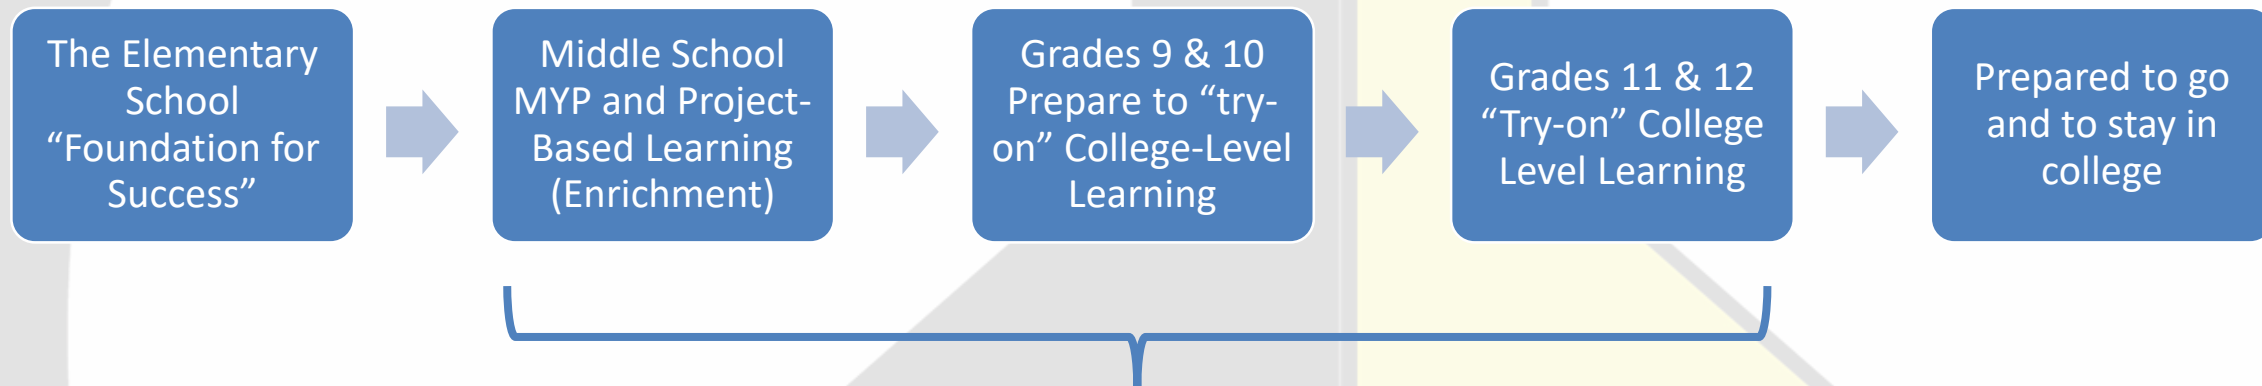 The Elementary
School
“Foundation for
Success”
Middle School
MYP and Project-
Based Learning
(Enrichment)
Grades 9 & 10
Prepare to “try-
on” College-Level
Learning
Grades 11 & 12
“Try-on” College
Level Learning
Prepared to go
and to stay in
college